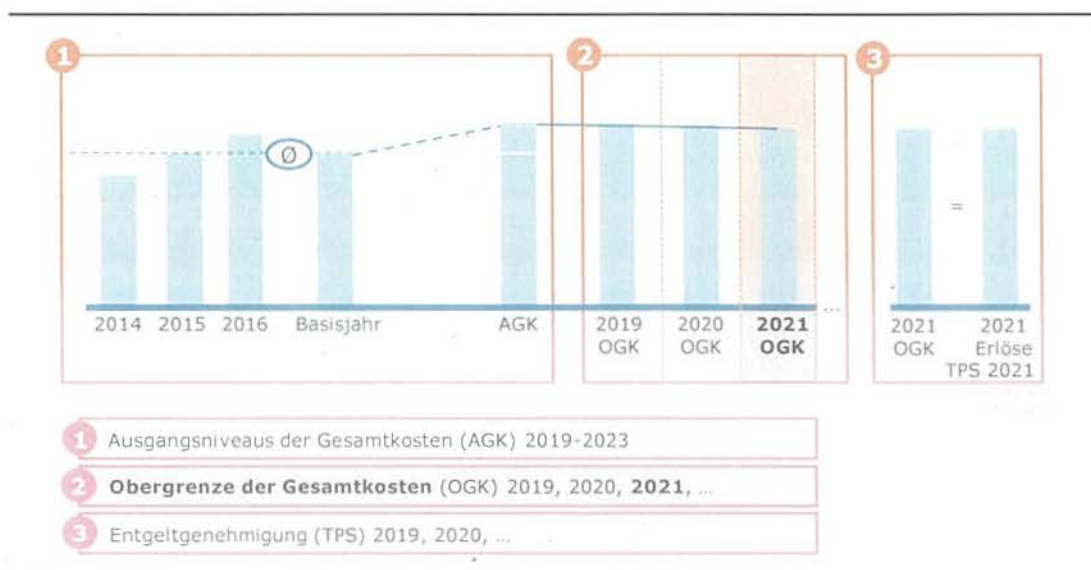 1
2
3
Ø
2014 2015 2016 Basisjahr AGK
2019 OGK
2020 OGK
2021 OGK
...
2021 OGK
=
2021 Erlöse TPS 2021
1 Ausgangsniveaus der Gesamtkosten (AGK) 2019-2023
2 Obergrenze der Gesamtkosten (OGK) 2019, 2020, 2021, ...
3 Entgeltgenehmigung (TPS) 2019, 2020, ...